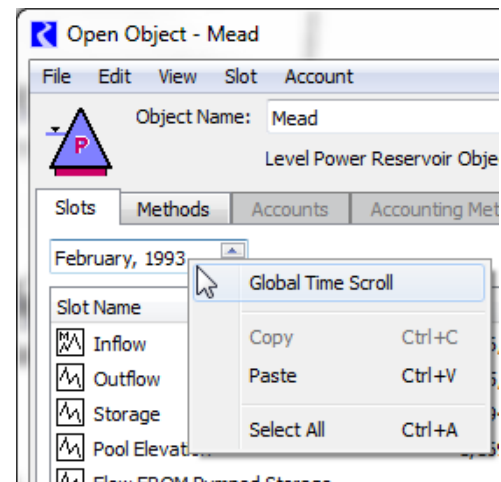 Open Object - Mead
File Edit View Slot Account
Object Name: Mead
Level Power Reservoir Obje
Slots Methods Accounts Accounting Met
February, 1993
Global Time Scroll
Slot Name
Inflow
Copy Ctrl+C
Outflow
Paste Ctrl+V
Storage
Select All Ctrl+A
Pool Elevat